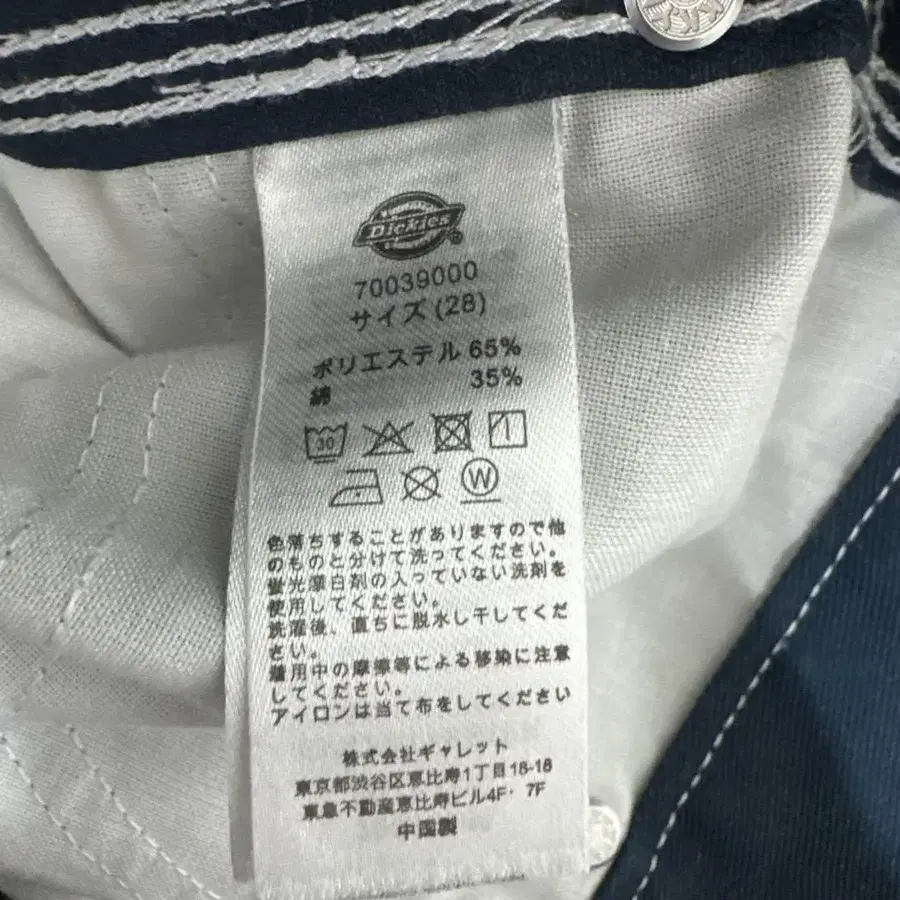 Dickies
70039000
サイズ (28)
ポリエステル 65%
綿 35%
30
W
色落ちすることがありますので他
のものと分けて洗ってください。
蛍光漂白剤の入っていない洗剤を
使用してください。
洗濯後、直ちに脱水し干してくだ
さい。
着用中の摩擦等による移染に注意
してください。
アイロンは当て布をしてください
株式会社ギャレット
東京都渋谷区恵比寿1丁目18-18
東急不動産恵比寿ビル4F・7F
中国製